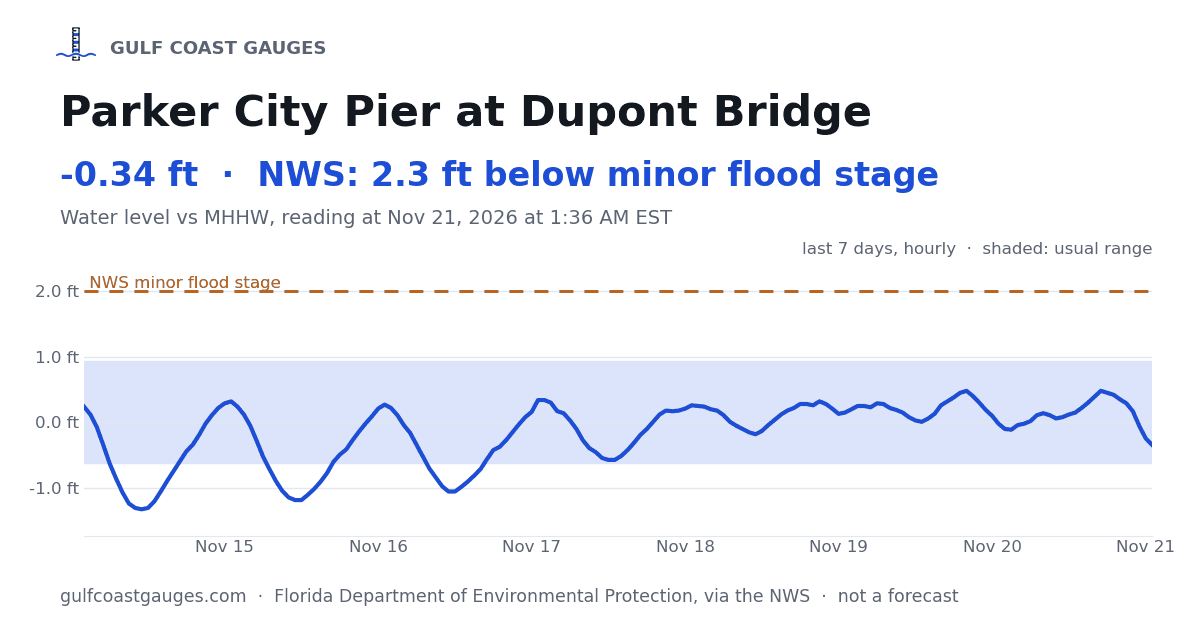 GULF COAST GAUGES
Parker City Pier at Dupont Bridge
-0.34 ft · NWS: 2.3 ft below minor flood stage
Water level vs MHHW, reading at Nov 21, 2026 at 1:36 AM EST
last 7 days, hourly · shaded: usual range
NWS minor flood stage
2.0 ft
1.0 ft
0.0 ft
-1.0 ft
Nov 15 Nov 16 Nov 17 Nov 18 Nov 19 Nov 20 Nov 21
gulfcoastgauges.com · Florida Department of Environmental Protection, via the NWS · not a forecast